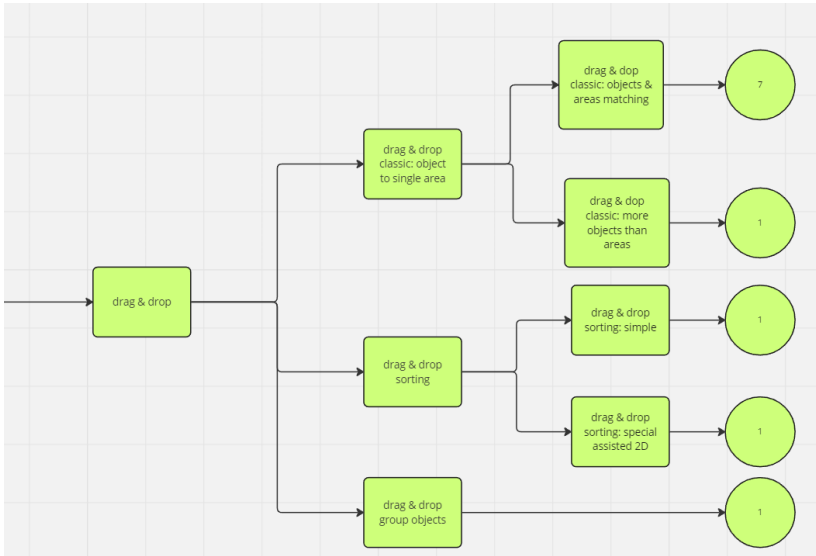 drag & dop
classic: objects &
areas matching
7
drag & drop
classic: object
to single area
drag & dop
classic: more
objects than
areas
1
drag & drop
drag & drop
sorting: simple
1
drag & drop
sorting
drag & drop
sorting: special
assisted 2D
1
drag & drop
group objects
1